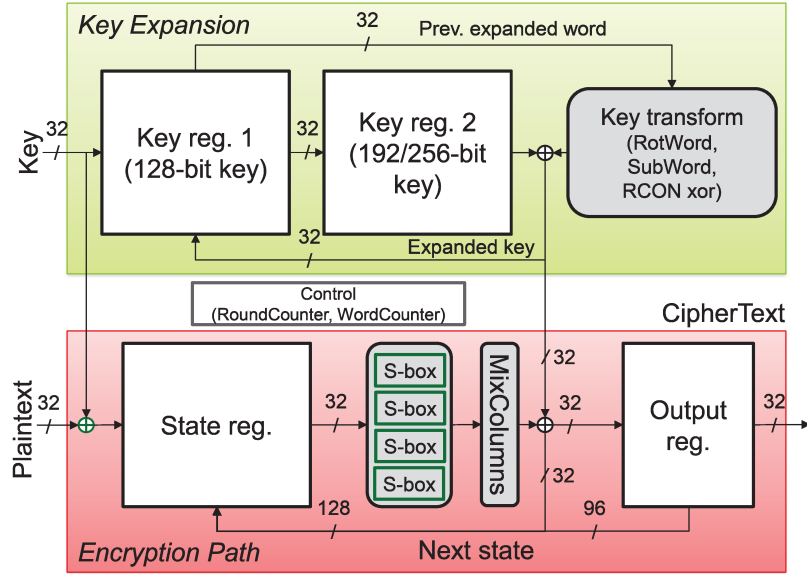 Key Expansion
32
Prev. expanded word
Key
32
Key reg. 1
(128-bit key)
32
Key reg. 2
(192/256-bit
key)
Key transform
(RotWord,
SubWord,
RCON xor)
32
Expanded key
Control
(RoundCounter, WordCounter)
CipherText
Plaintext
32
State reg.
32
S-box
S-box
S-box
S-box
MixColumns
32
32
32
Output
reg.
32
128
96
Encryption Path
Next state